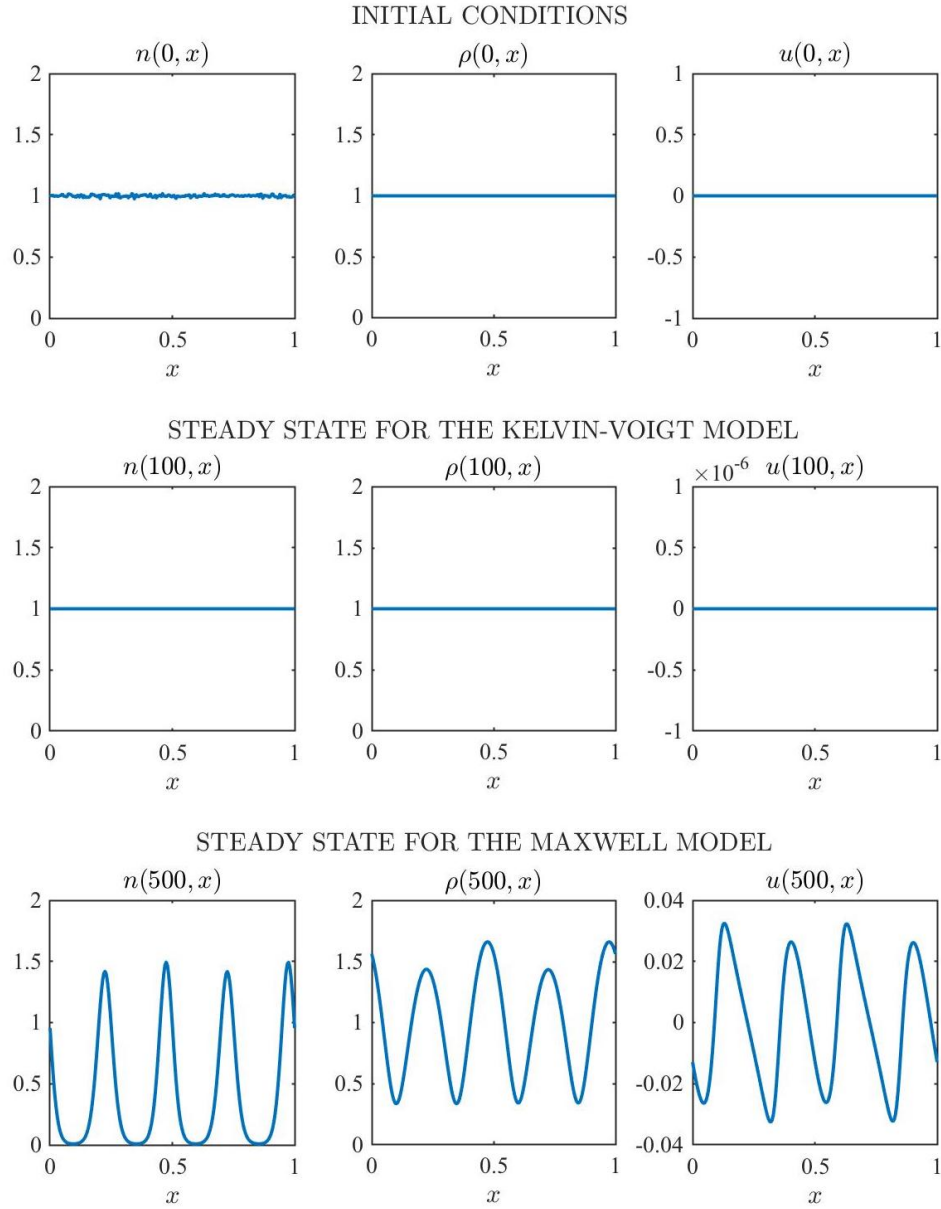 INITIAL CONDITIONS
n(0, x) ρ(0, x) u(0, x)
2 2 1
1.5 1.5 0.5
1 1 0
0.5 0.5 -0.5
0 0 -1
0 0.5 1 0 0.5 1 0 0.5 1
x x x
STEADY STATE FOR THE KELVIN-VOIGT MODEL
n(100, x) ρ(100, x) ×10⁻⁶ u(100, x)
2 2 1
1.5 1.5 0.5
1 1 0
0.5 0.5 -0.5
0 0 -1
0 0.5 1 0 0.5 1 0 0.5 1
x x x
STEADY STATE FOR THE MAXWELL MODEL
n(500, x) ρ(500, x) u(500, x)
2 2 0.04
1.5 1.5 0.02
1 1 0
0.5 0.5 -0.02
0 0 -0.04
0 0.5 1 0 0.5 1 0 0.5 1
x x x